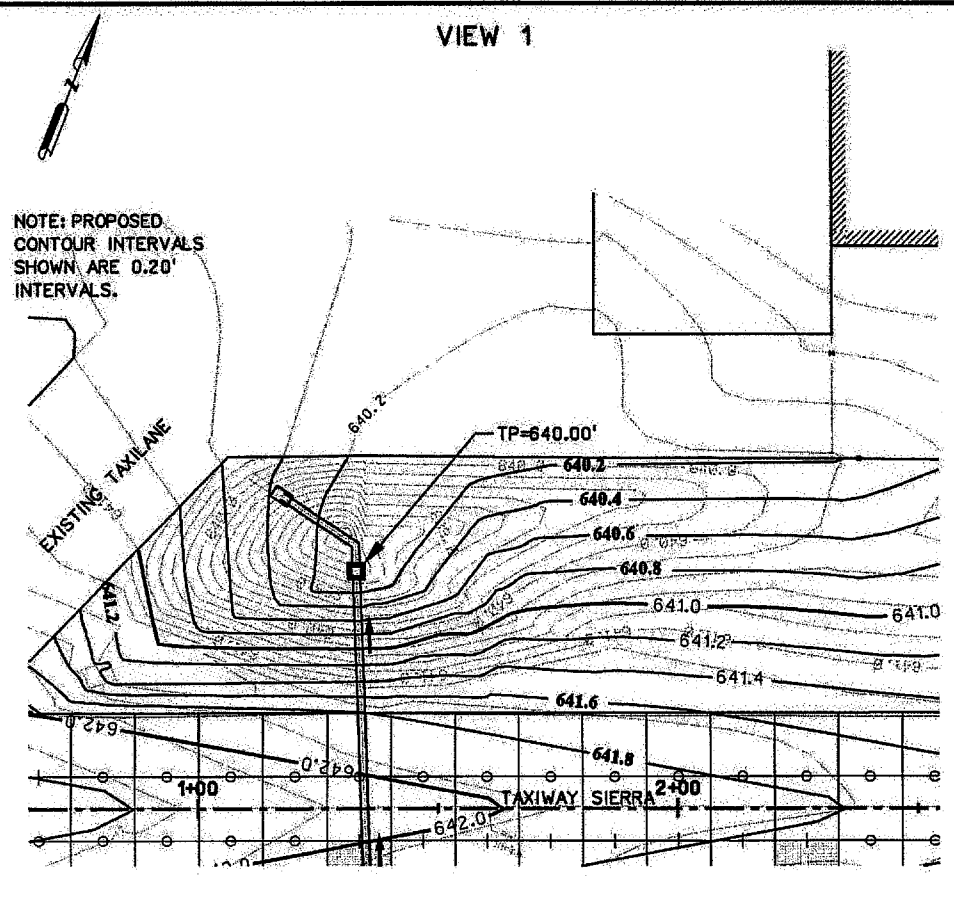 VIEW 1
NOTE: PROPOSED
CONTOUR INTERVALS
SHOWN ARE 0.20'
INTERVALS.
640.2
EXISTING TAXILANE
TP=640.00'
640.2
640.4
640.6
640.8
641.0
641.0
641.2
641.2
641.4
641.6
641.8
642.0
642.0
642.0
642.0
1+00
TAXIWAY SIERRA
2+00